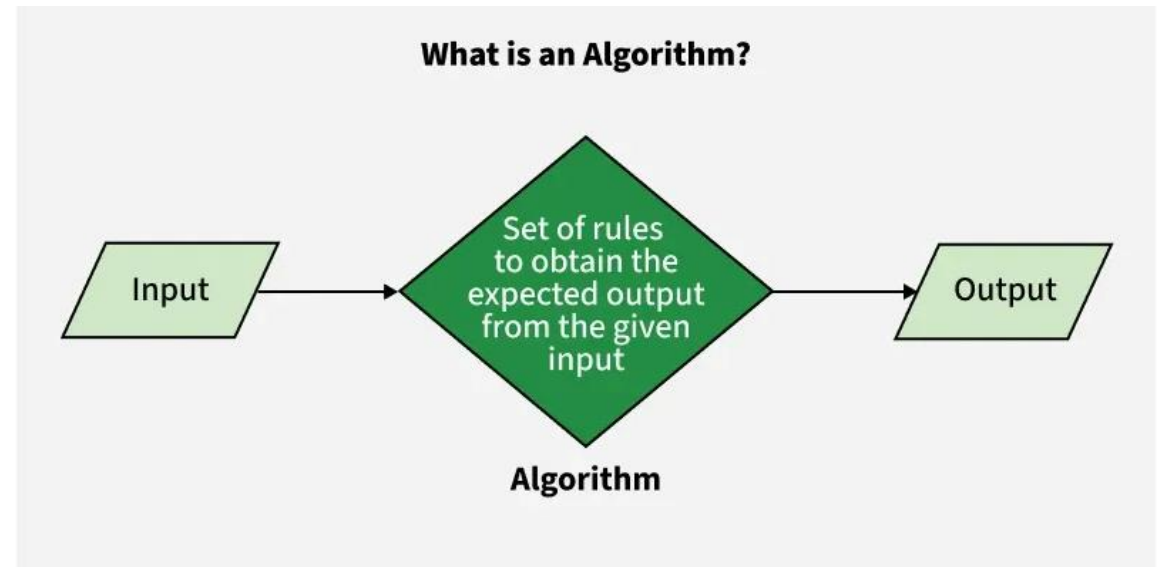 What is an Algorithm?
Input
Set of rules
to obtain the
expected output
from the given
input
Output
Algorithm